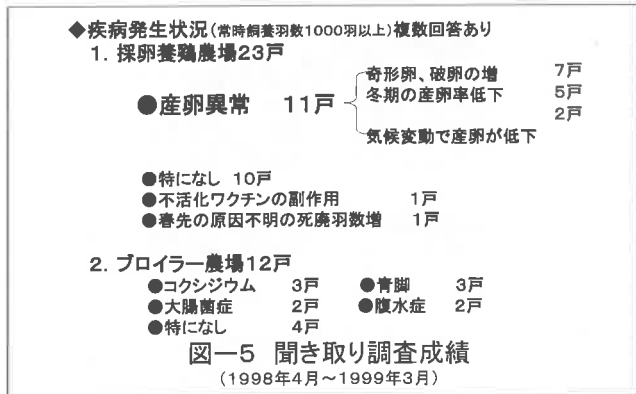 ◆疾病発生状況(常時飼養羽数1000羽以上)複数回答あり
1. 採卵養鶏農場23戸
奇形卵、破卵の増 7戸
●産卵異常 11戸 冬期の産卵率低下 5戸
2戸
気候変動で産卵が低下
●特になし 10戸
●不活化ワクチンの副作用 1戸
●春先の原因不明の死廃羽数増 1戸
2. ブロイラー農場12戸
●コクシジウム 3戸 ●青脚 3戸
●大腸菌症 2戸 ●腹水症 2戸
●特になし 4戸
図－5 聞き取り調査成績
(1998年4月～1999年3月)